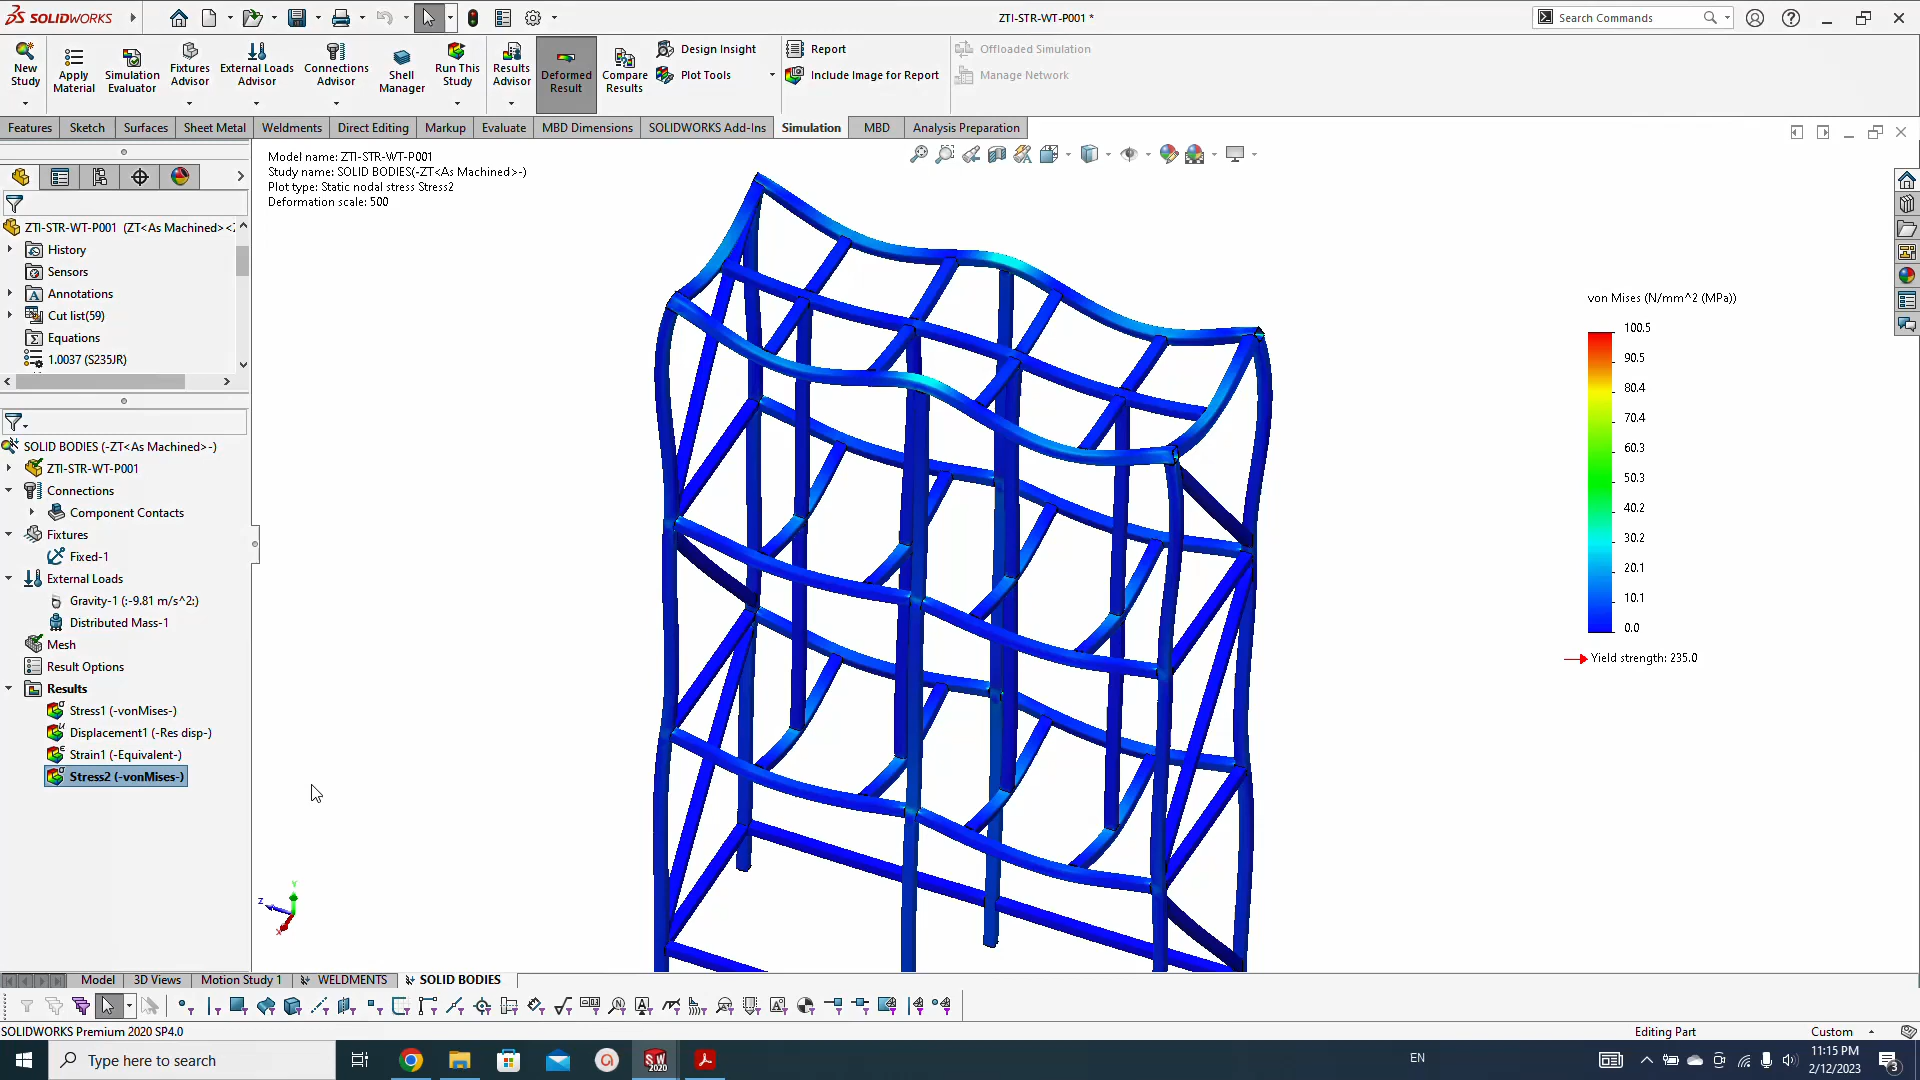 SOLIDWORKS
ZTI-STR-WT-P001 *
Search Commands
New Study
Apply Material
Simulation Evaluator
Fixtures Advisor
External Loads Advisor
Connections Advisor
Shell Manager
Run This Study
Results Advisor
Deformed Result
Compare Results
Design Insight
Plot Tools
Report
Include Image for Report
Offloaded Simulation
Manage Network
Features
Sketch
Surfaces
Sheet Metal
Weldments
Direct Editing
Markup
Evaluate
MBD Dimensions
SOLIDWORKS Add-Ins
Simulation
MBD
Analysis Preparation
Model name: ZTI-STR-WT-P001
Study name: SOLID BODIES(-ZT<As Machined>-)
Plot type: Static nodal stress Stress2
Deformation scale: 500
ZTI-STR-WT-P001 (ZT<As Machined><
History
Sensors
Annotations
Cut list(59)
Equations
1.0037 (S235JR)
SOLID BODIES (-ZT<As Machined>-)
ZTI-STR-WT-P001
Connections
Component Contacts
Fixtures
Fixed-1
External Loads
Gravity-1 (:-9.81 m/s^2:)
Distributed Mass-1
Mesh
Result Options
Results
Stress1 (-vonMises-)
Displacement1 (-Res disp-)
Strain1 (-Equivalent-)
Stress2 (-vonMises-)
von Mises (N/mm^2 (MPa))
100.5
90.5
80.4
70.4
60.3
50.3
40.2
30.2
20.1
10.1
0.0
Yield strength: 235.0
Y
Z
X
Model
3D Views
Motion Study 1
WELDMENTS
SOLID BODIES
SOLIDWORKS Premium 2020 SP4.0
Editing Part
Custom
Type here to search
SW 2020
EN
11:15 PM
2/12/2023
3